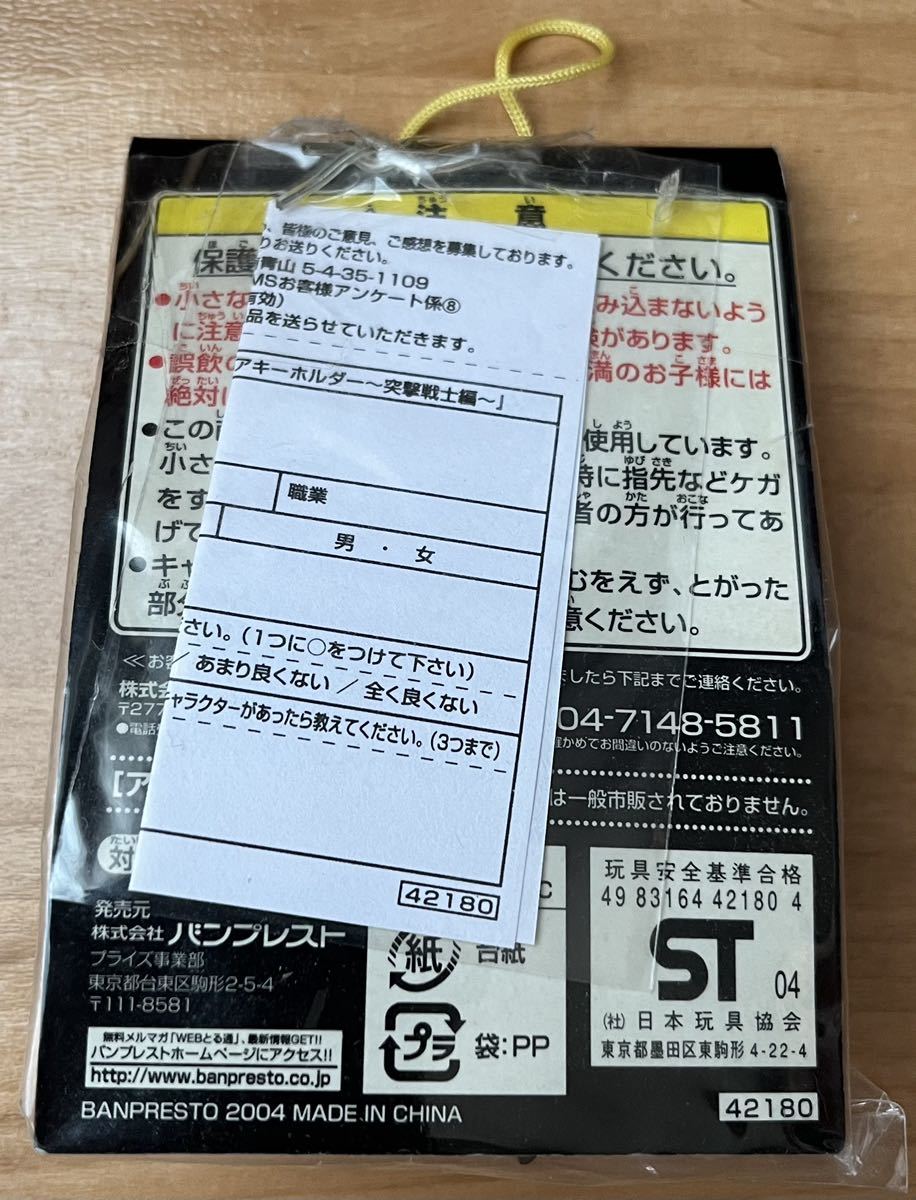 注 意
保護 ください。
小さな み込まないよう
に注意 険があります。
誤飲の 満のお子様には
絶対に
この商 使用しています。
小さ 時に指先などケガ
をす 者の方が行ってあ
げて
キャ むをえず、とがった
部分 意ください。
、皆様のご意見、ご感想を募集しております。
りお送りください。
青山 5-4-35-1109
MSお客様アンケート係⑧
有効)
品を送らせていただきます。
アキーホルダー〜突撃戦士編〜』
職業
男 ・ 女
ださい。(1つに○をつけて下さい)
/ あまり良くない / 全く良くない
ャラクターがあったら教えてください。(3つまで)
42180
≪お客 ましたら下記までご連絡ください。
株式会
〒277 04-7148-5811
●電話 確かめてお間違いのないようご注意ください。
[ア は一般市販されておりません。
対
発売元
株式会社 バンプレスト
プライズ事業部
東京都台東区駒形2-5-4
〒111-8581
無料メルマガ「WEBとる通」、最新情報GET!!
バンプレストホームページにアクセス!!
http://www.banpresto.co.jp
BANPRESTO 2004 MADE IN CHINA
C
紙 台紙
プラ 袋:PP
玩具安全基準合格
49 83164 42180 4
ST 04
(社) 日本玩具協会
東京都墨田区東駒形 4-22-4
42180